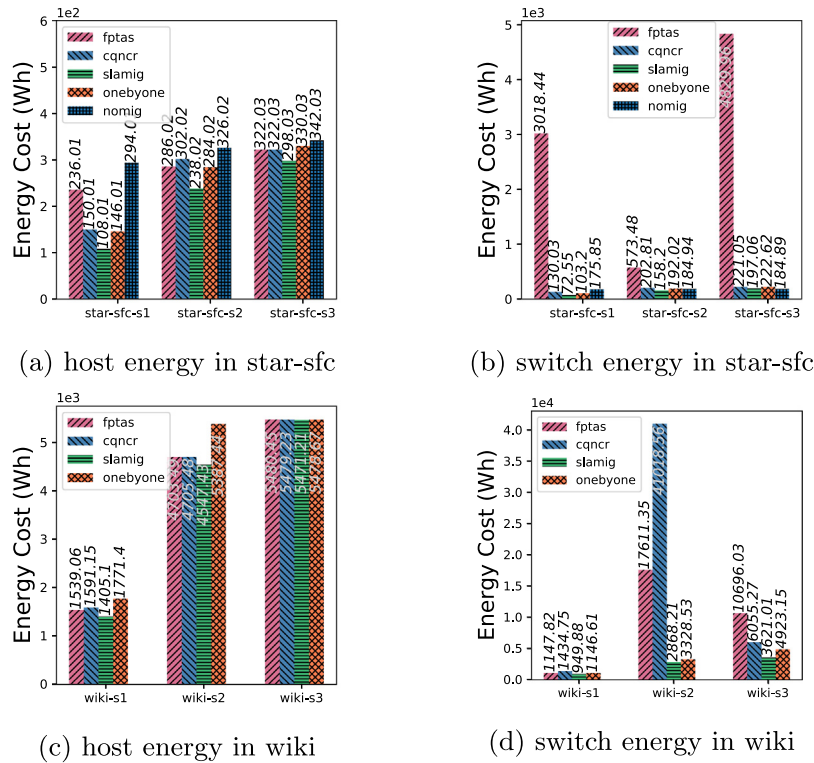 1e2
6
5
4
3
2
1
0
Energy Cost (Wh)
fptas
cqncr
slamig
onebyone
nomig
236.01
150.01
108.01
146.01
286.02
302.02
238.02
284.02
326.02
322.03
322.03
298.03
330.03
342.03
star-sfc-s1
star-sfc-s2
star-sfc-s3
(a) host energy in star-sfc
1e3
5
4
3
2
1
0
Energy Cost (Wh)
fptas
cqncr
slamig
onebyone
nomig
3018.44
130.03
72.55
103.2
175.85
573.48
202.81
158.2
192.02
184.94
221.05
197.06
222.62
184.89
star-sfc-s1
star-sfc-s2
star-sfc-s3
(b) switch energy in star-sfc
1e3
5
4
3
2
1
0
Energy Cost (Wh)
fptas
cqncr
slamig
onebyone
1539.06
1591.15
1405.1
1771.4
4705.48
4547.43
5479.23
5471.21
wiki-s1
wiki-s2
wiki-s3
(c) host energy in wiki
1e4
4.0
3.5
3.0
2.5
2.0
1.5
1.0
0.5
0.0
Energy Cost (Wh)
fptas
cqncr
slamig
onebyone
1147.82
1434.75
949.88
1146.61
17611.35
41018.56
2868.21
3328.53
10696.03
6055.27
3621.01
4923.15
wiki-s1
wiki-s2
wiki-s3
(d) switch energy in wiki